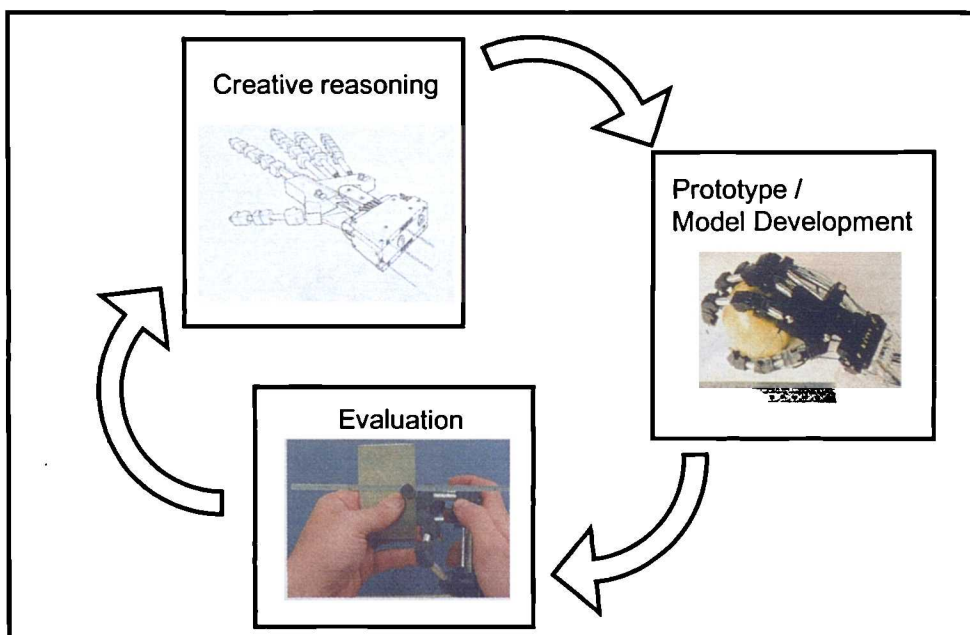 Creative reasoning
Prototype /
Model Development
Evaluation